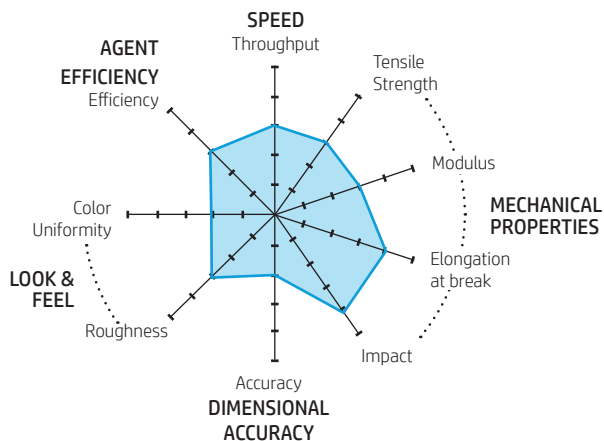 SPEED
Throughput
AGENT
EFFICIENCY
Efficiency
Tensile
Strength
Modulus
MECHANICAL
PROPERTIES
Elongation
at break
Impact
Accuracy
DIMENSIONAL
ACCURACY
Roughness
LOOK &
FEEL
Color
Uniformity